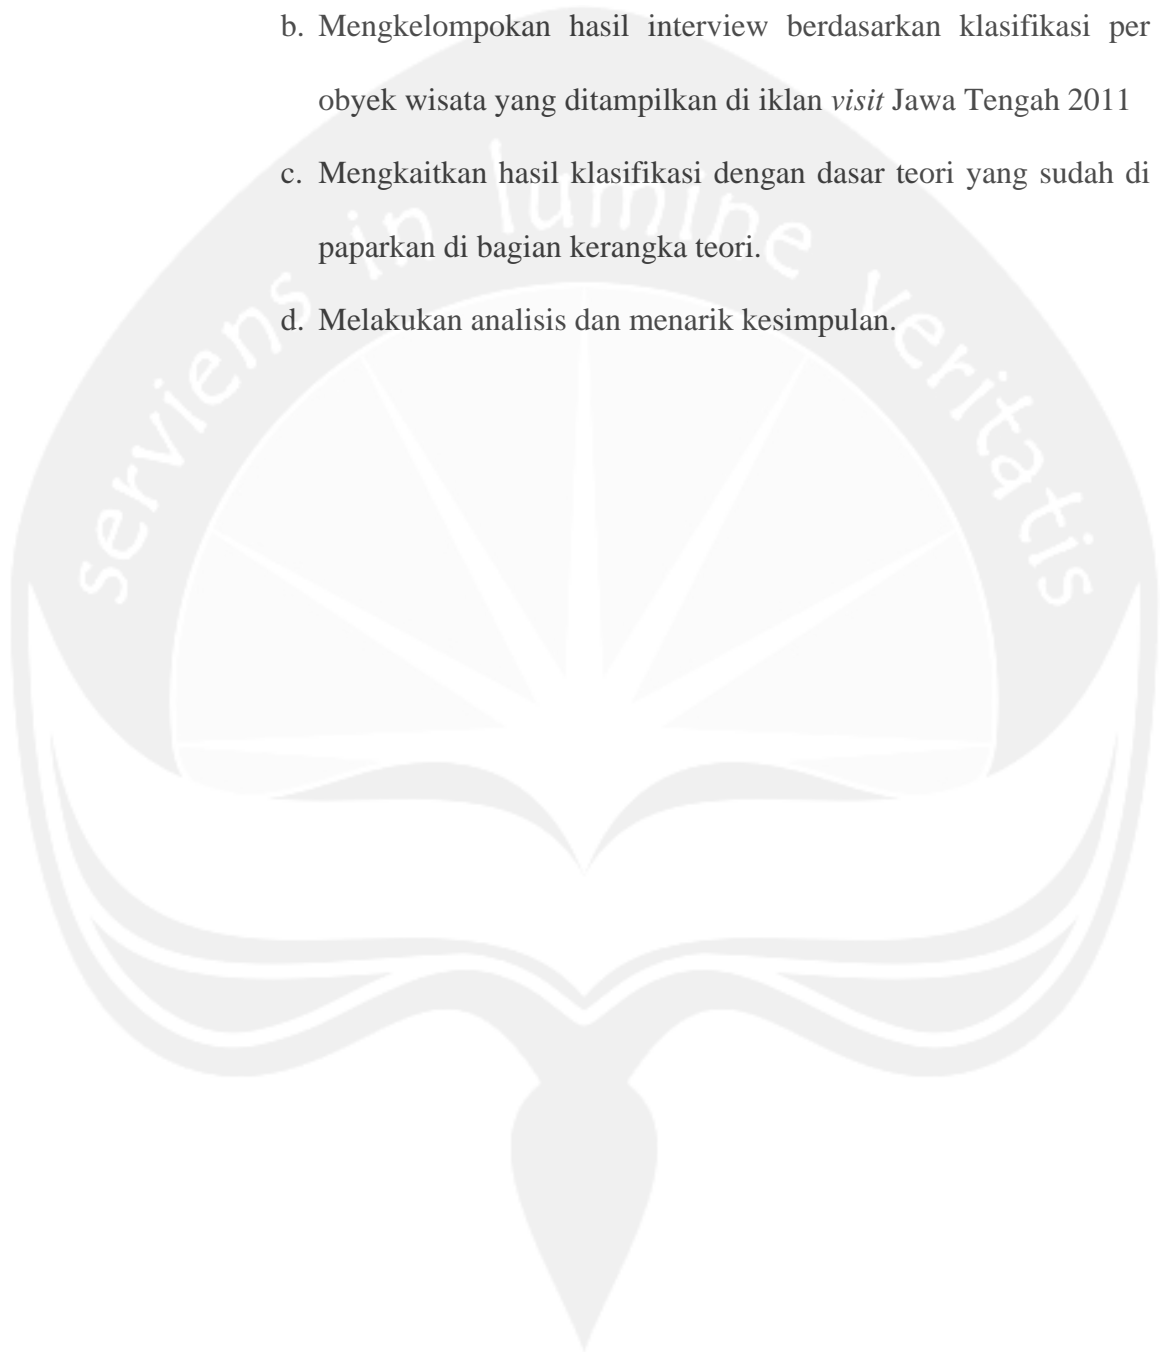 b. Mengkelompokan hasil interview berdasarkan klasifikasi per
obyek wisata yang ditampilkan di iklan visit Jawa Tengah 2011
c. Mengkaitkan hasil klasifikasi dengan dasar teori yang sudah di
paparkan di bagian kerangka teori.
d. Melakukan analisis dan menarik kesimpulan.
serviens in lumine veritatis